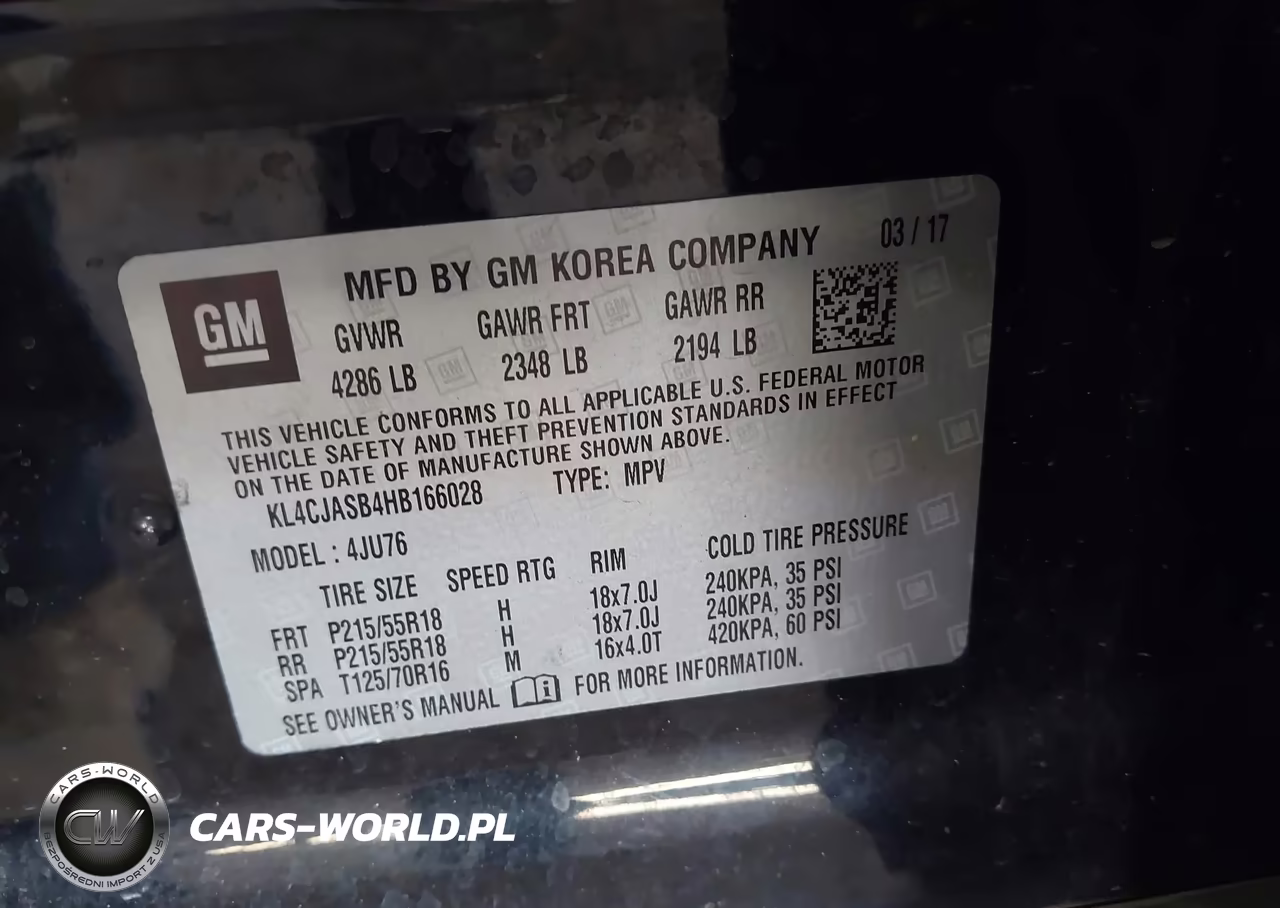 GM
MFD BY GM KOREA COMPANY 03 / 17
GVWR GAWR FRT GAWR RR
4286 LB 2348 LB 2194 LB
THIS VEHICLE CONFORMS TO ALL APPLICABLE U.S. FEDERAL MOTOR
VEHICLE SAFETY AND THEFT PREVENTION STANDARDS IN EFFECT
ON THE DATE OF MANUFACTURE SHOWN ABOVE.
KL4CJASB4HB166028 TYPE: MPV
MODEL : 4JU76
TIRE SIZE SPEED RTG RIM COLD TIRE PRESSURE
FRT P215/55R18 H 18x7.0J 240KPA, 35 PSI
RR P215/55R18 H 18x7.0J 240KPA, 35 PSI
SPA T125/70R16 M 16x4.0T 420KPA, 60 PSI
SEE OWNER'S MANUAL FOR MORE INFORMATION.
CARS-WORLD
CW
BEZPOŚREDNI IMPORT Z USA
CARS-WORLD.PL